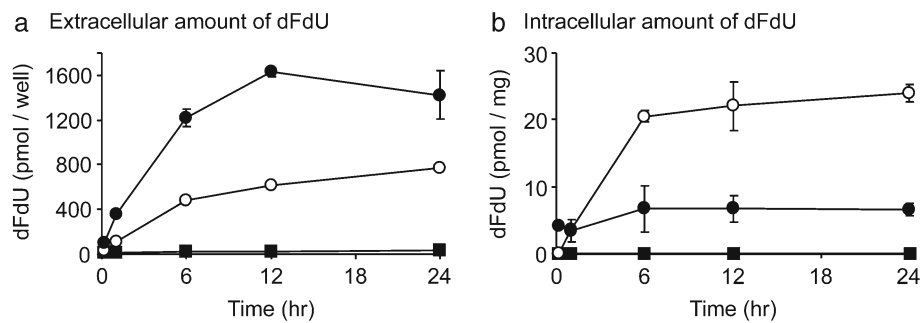 a Extracellular amount of dFdU
dFdU (pmol / well)
1600
1200
800
400
0
0 6 12 18 24
Time (hr)
b Intracellular amount of dFdU
dFdU (pmol / mg)
30
20
10
0
0 6 12 18 24
Time (hr)